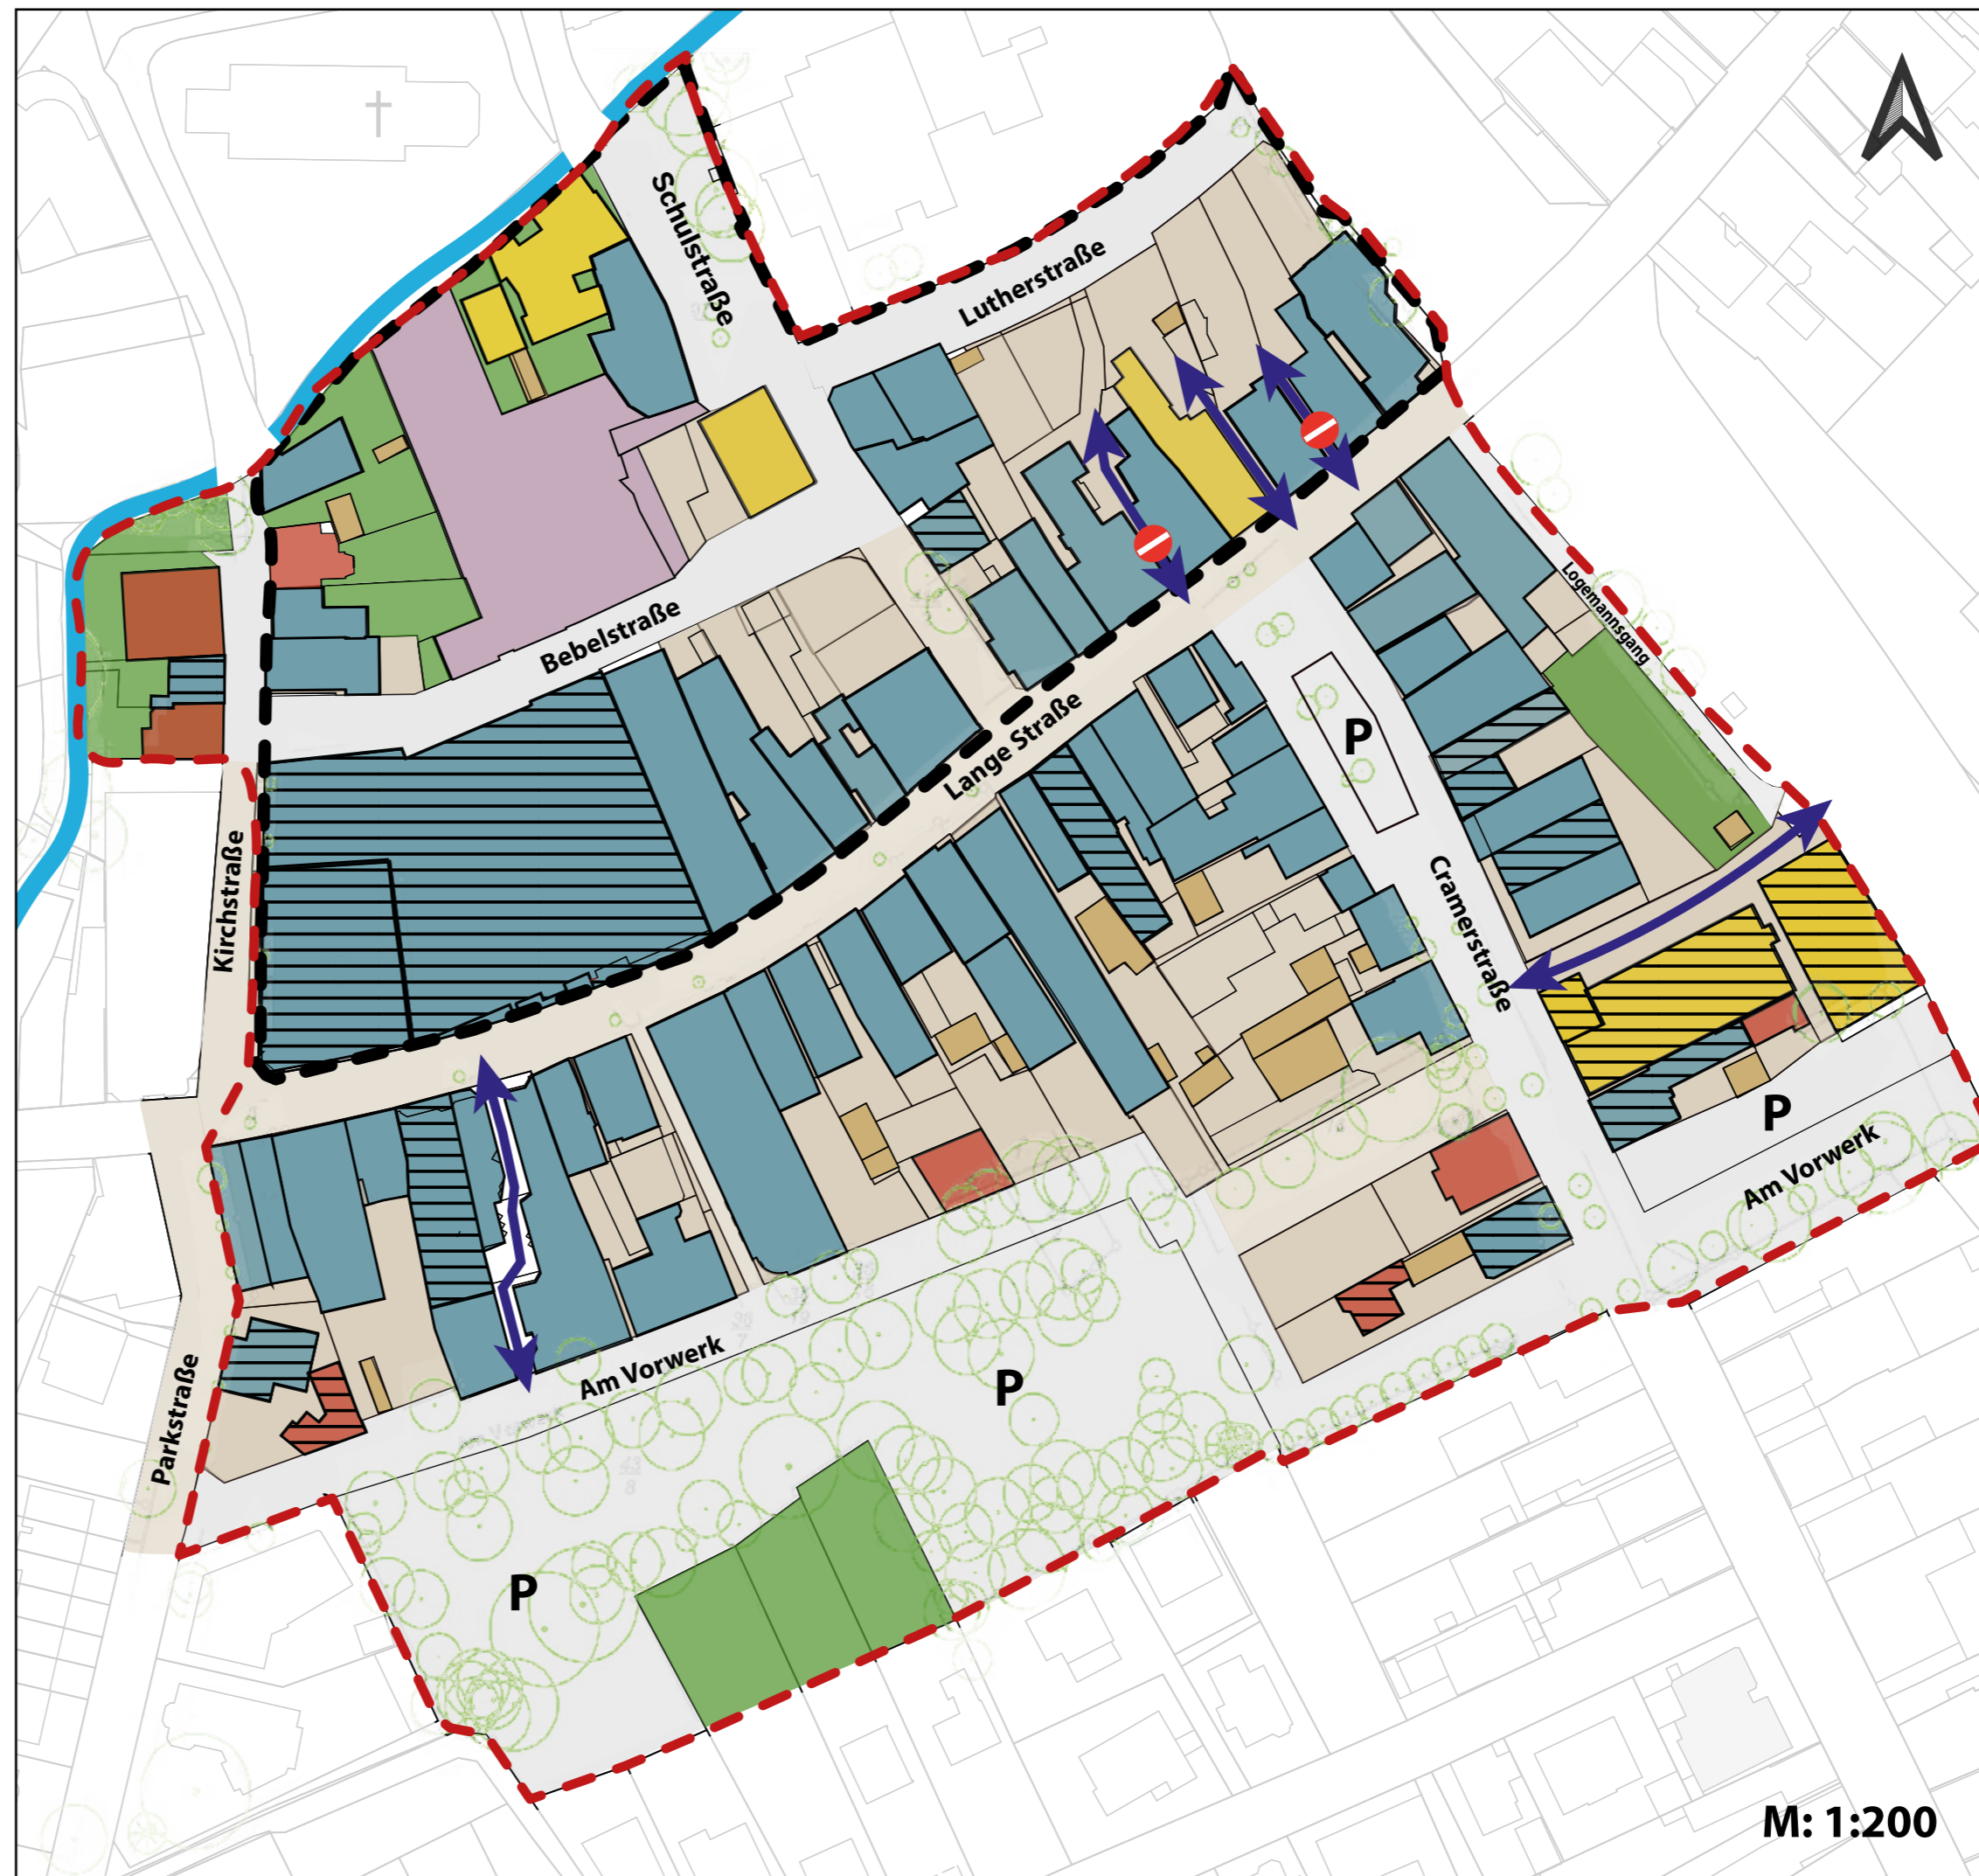 Schulstraße
Lutherstraße
Logemannsgang
Bebelstraße
Lange Straße
P
Kirchstraße
Cramerstraße
P
Am Vorwerk
Am Vorwerk
P
Parkstraße
P
M: 1:200